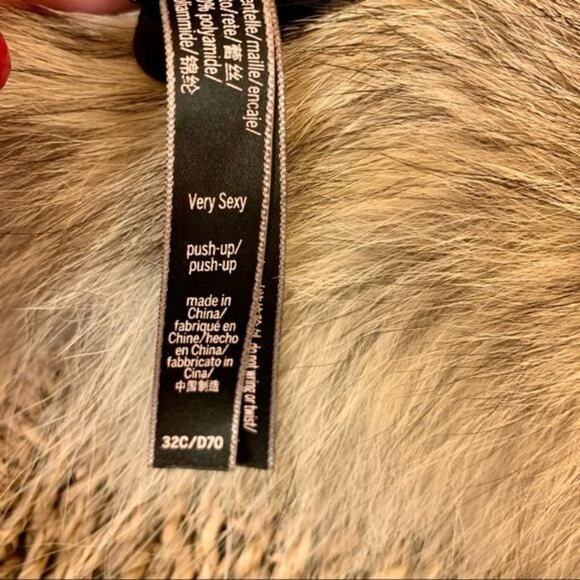 entelle/maille/encaje/
to/rete/蕾丝/
0% polyamide/
liammide/锦纶
Very Sexy
push-up/
push-up
made in
China/
fabriqué en
Chine/hecho
en China/
fabbricato in
Cina/
中国制造
32C/D70
do not wring or twist/